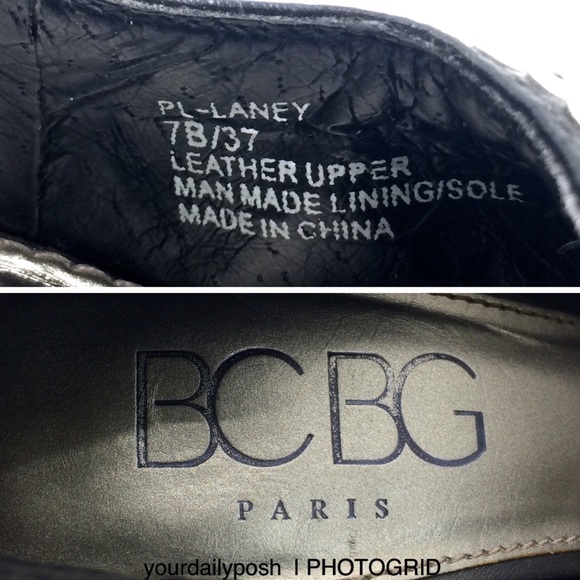 PL-LANEY
7B/37
LEATHER UPPER
MAN MADE LINING/SOLE
MADE IN CHINA
BCBG
PARIS
yourdailyposh | PHOTOGRID